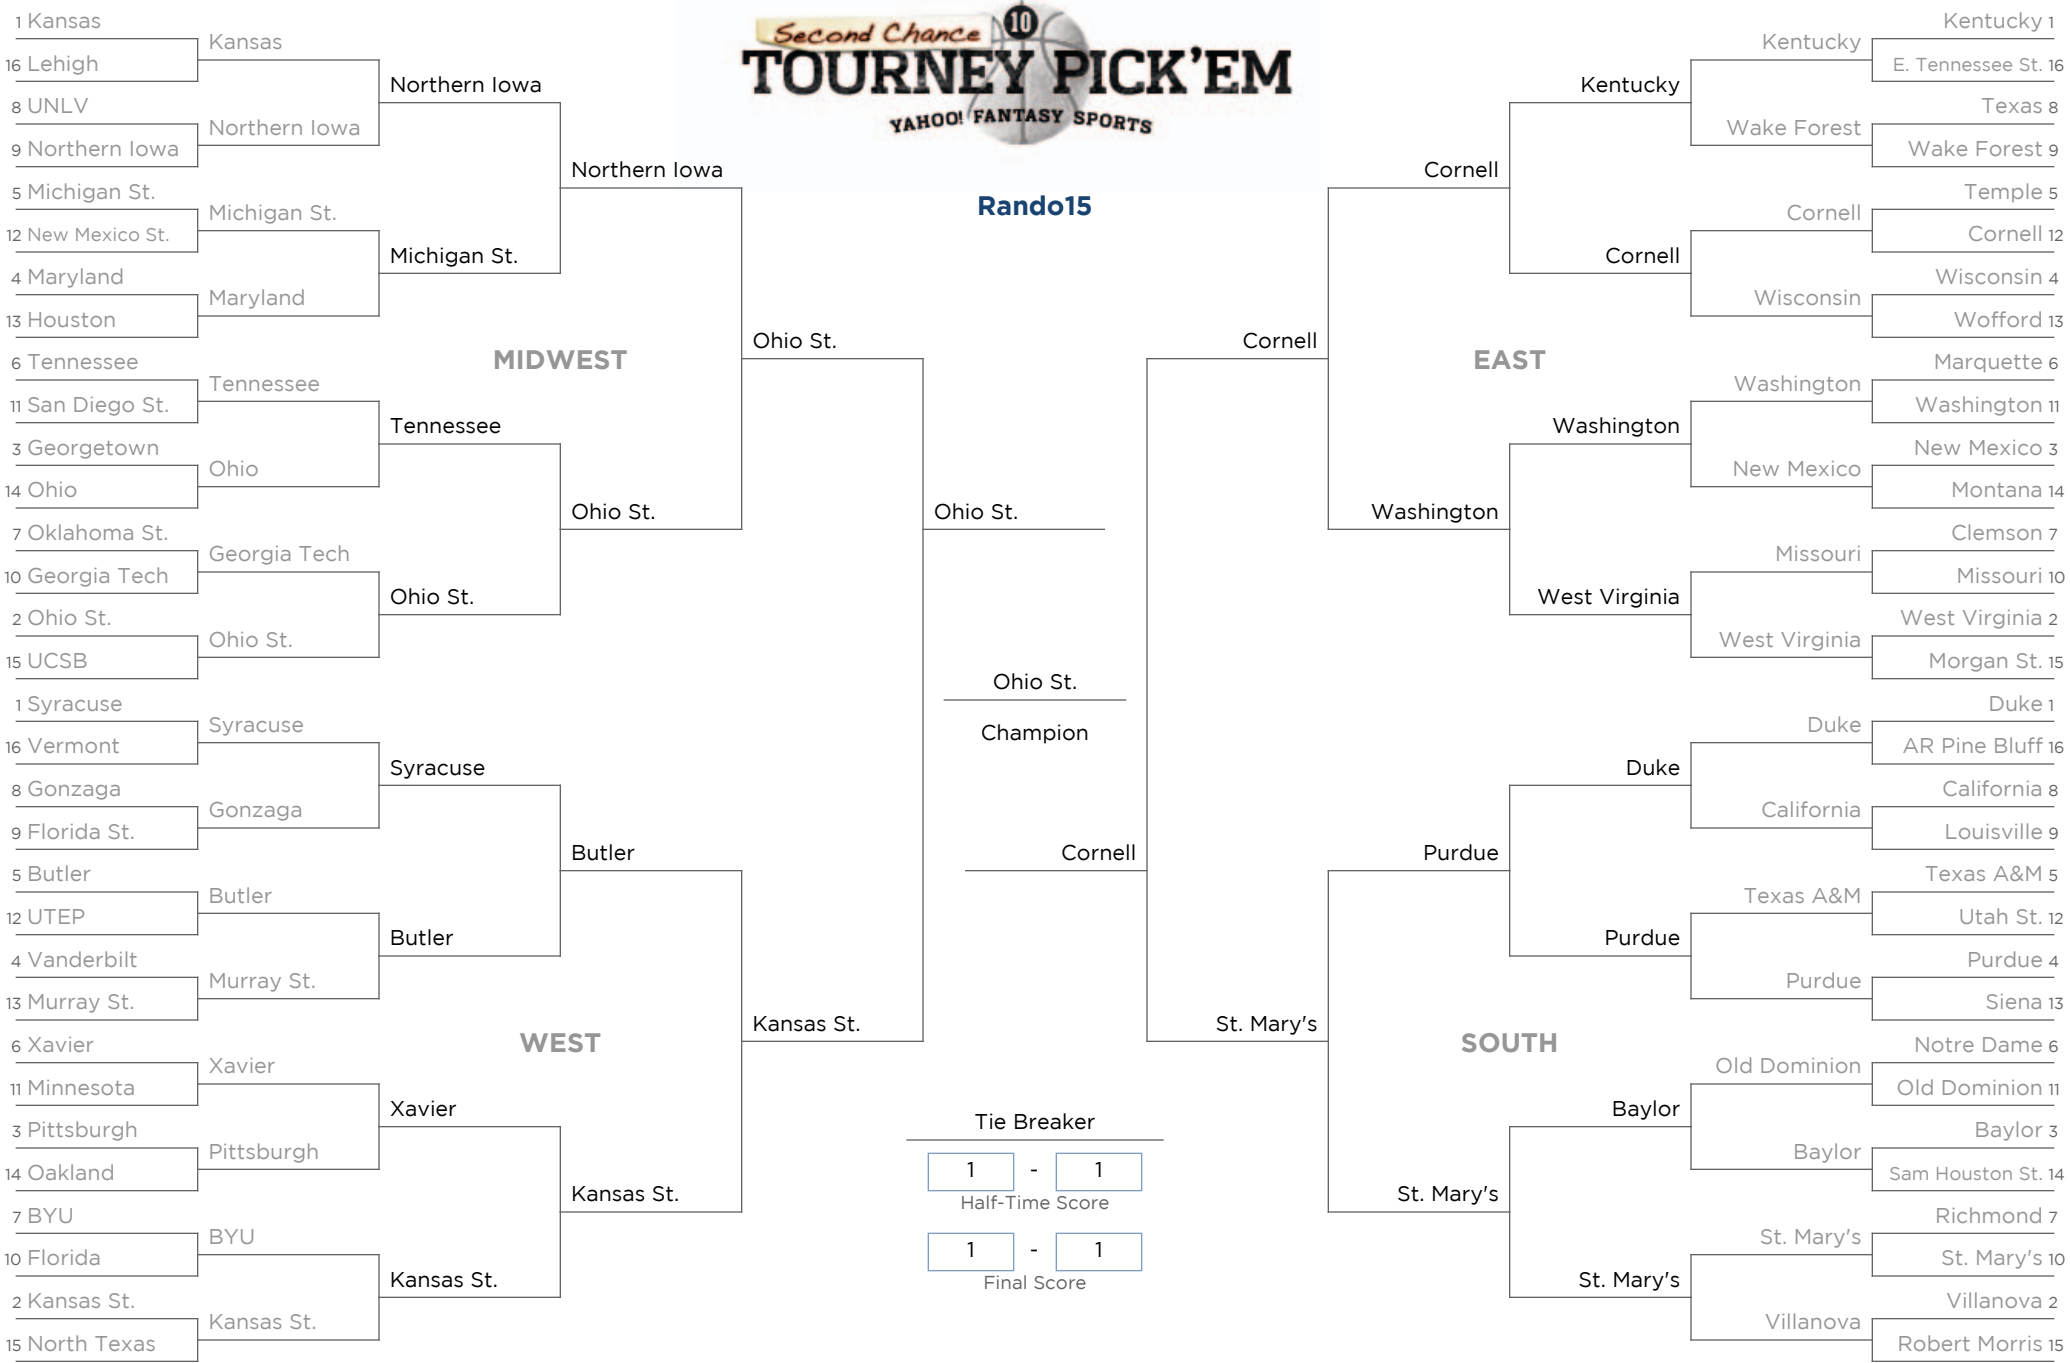 Second Chance 10
TOURNEY PICK'EM
YAHOO! FANTASY SPORTS
Rando15
1 Kansas
16 Lehigh
8 UNLV
9 Northern Iowa
5 Michigan St.
12 New Mexico St.
4 Maryland
13 Houston
6 Tennessee
11 San Diego St.
3 Georgetown
14 Ohio
7 Oklahoma St.
10 Georgia Tech
2 Ohio St.
15 UCSB
Kansas
Northern Iowa
Michigan St.
Maryland
Tennessee
Ohio
Georgia Tech
Ohio St.
Northern Iowa
Michigan St.
Tennessee
Ohio St.
Northern Iowa
Ohio St.
MIDWEST
Ohio St.
1 Syracuse
16 Vermont
8 Gonzaga
9 Florida St.
5 Butler
12 UTEP
4 Vanderbilt
13 Murray St.
6 Xavier
11 Minnesota
3 Pittsburgh
14 Oakland
7 BYU
10 Florida
2 Kansas St.
15 North Texas
Syracuse
Gonzaga
Butler
Murray St.
Xavier
Pittsburgh
BYU
Kansas St.
Syracuse
Butler
Xavier
Kansas St.
Butler
Kansas St.
WEST
Kansas St.
Ohio St.
Ohio St.
Champion
Cornell
Tie Breaker
1 - 1
Half-Time Score
1 - 1
Final Score
Kentucky 1
E. Tennessee St. 16
Texas 8
Wake Forest 9
Temple 5
Cornell 12
Wisconsin 4
Wofford 13
Marquette 6
Washington 11
New Mexico 3
Montana 14
Clemson 7
Missouri 10
West Virginia 2
Morgan St. 15
Kentucky
Wake Forest
Cornell
Wisconsin
Washington
New Mexico
Missouri
West Virginia
Kentucky
Cornell
Washington
West Virginia
Cornell
Washington
EAST
Cornell
Duke 1
AR Pine Bluff 16
California 8
Louisville 9
Texas A&M 5
Utah St. 12
Purdue 4
Siena 13
Notre Dame 6
Old Dominion 11
Baylor 3
Sam Houston St. 14
Richmond 7
St. Mary's 10
Villanova 2
Robert Morris 15
Duke
California
Texas A&M
Purdue
Old Dominion
Baylor
St. Mary's
Villanova
Duke
Purdue
Baylor
St. Mary's
Purdue
St. Mary's
SOUTH
St. Mary's